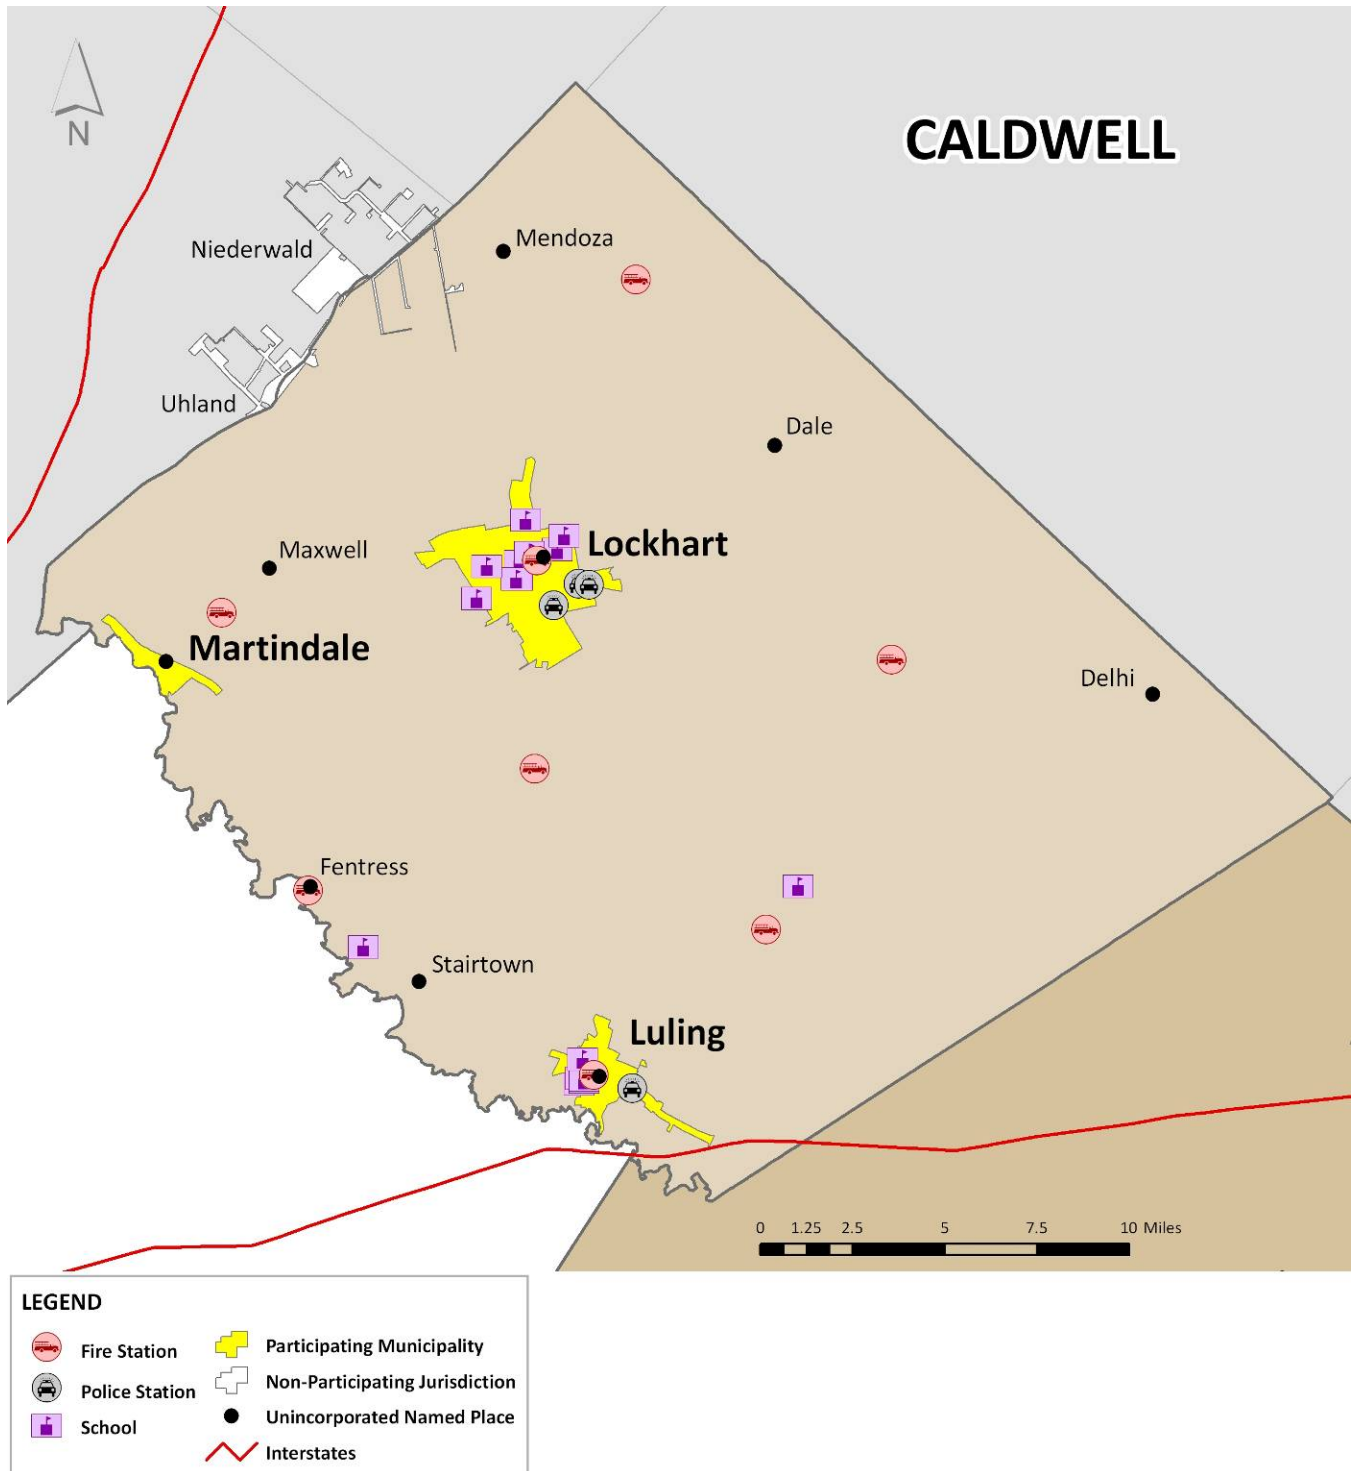 CALDWELL
N
Mendoza
Niederwald
Uhland
Dale
Lockhart
Maxwell
Martindale
Delhi
Fentress
Stairtown
Luling
0 1.25 2.5 5 7.5 10 Miles
LEGEND
Fire Station
Police Station
School
Participating Municipality
Non-Participating Jurisdiction
Unincorporated Named Place
Interstates